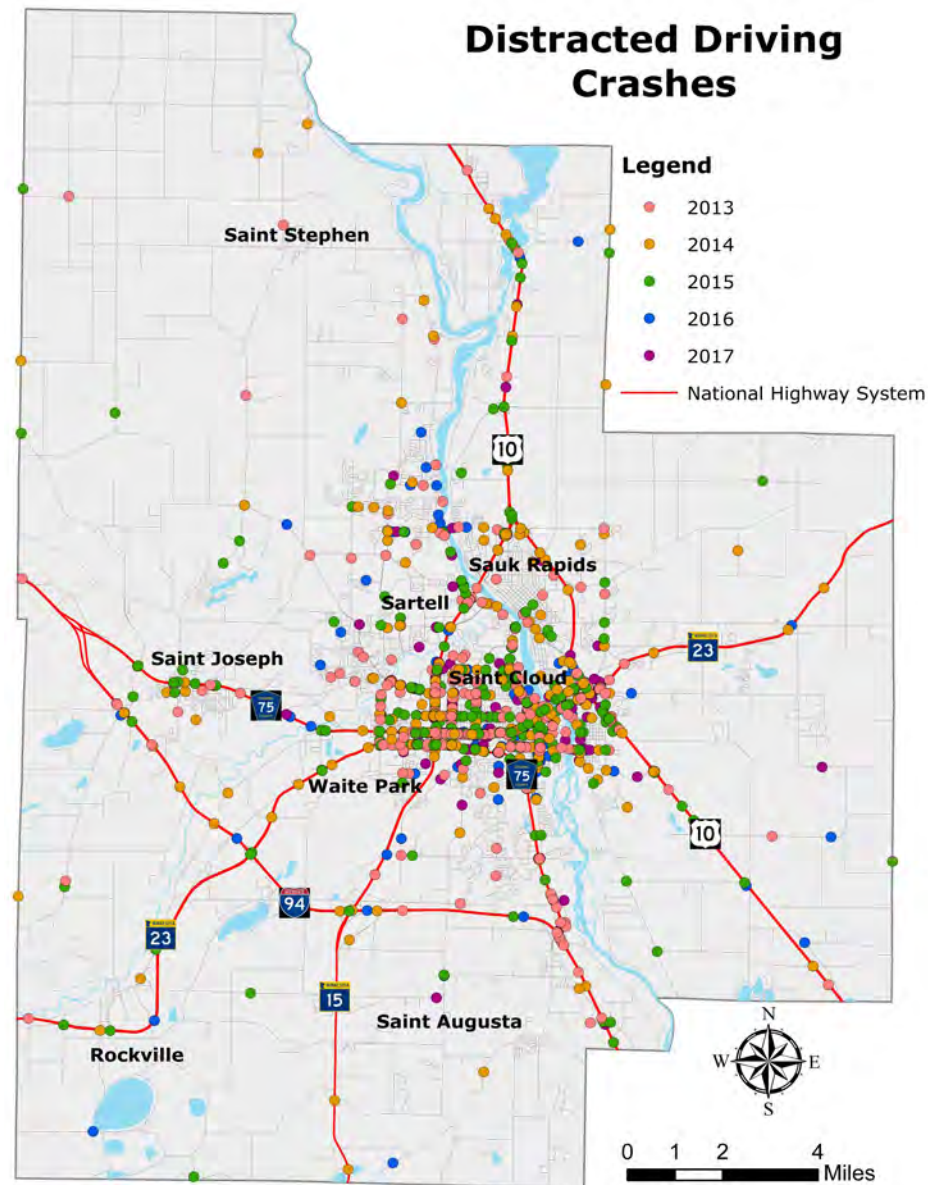 Distracted Driving
Crashes
Legend
2013
2014
2015
2016
2017
National Highway System
Saint Stephen
10
Sauk Rapids
Sartell
23
Saint Joseph
Saint Cloud
75
Waite Park
75
10
94
23
15
Saint Augusta
Rockville
N
W E
S
0 1 2 4
Miles